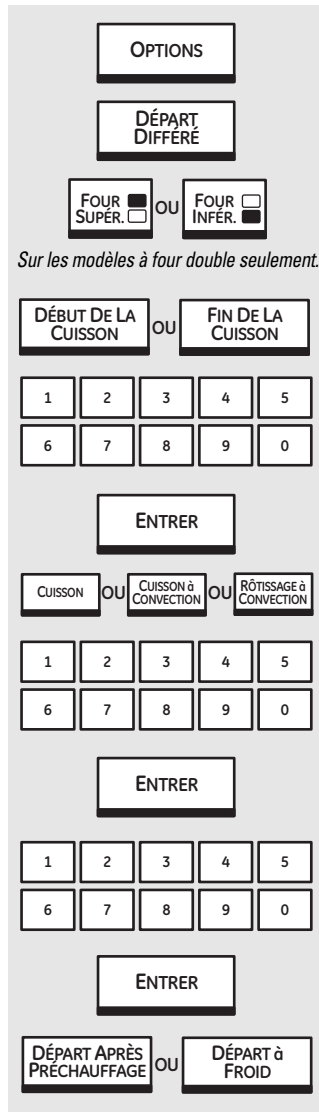 OPTIONS
DÉPART
DIFFÉRÉ
FOUR
SUPÉR.
OU
FOUR
INFÉR.
Sur les modèles à four double seulement.
DÉBUT DE LA
CUISSON
OU
FIN DE LA
CUISSON
1 2 3 4 5
6 7 8 9 0
ENTRER
CUISSON OU CUISSON à
CONVECTION OU RÔTISSAGE à
CONVECTION
1 2 3 4 5
6 7 8 9 0
ENTRER
1 2 3 4 5
6 7 8 9 0
ENTRER
DÉPART APRÈS
PRÉCHAUFFAGE
OU
DÉPART à
FROID